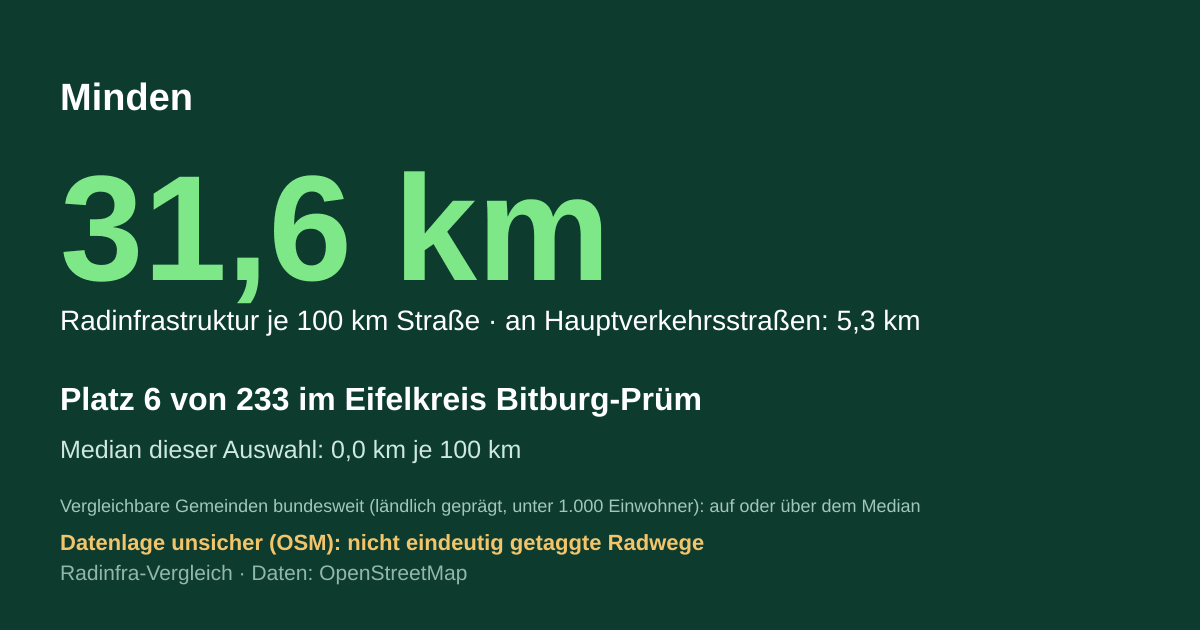 Minden
31,6 km
Radinfrastruktur je 100 km Straße · an Hauptverkehrsstraßen: 5,3 km
Platz 6 von 233 im Eifelkreis Bitburg-Prüm
Median dieser Auswahl: 0,0 km je 100 km
Vergleichbare Gemeinden bundesweit (ländlich geprägt, unter 1.000 Einwohner): auf oder über dem Median
Datenlage unsicher (OSM): nicht eindeutig getaggte Radwege
Radinfra-Vergleich · Daten: OpenStreetMap